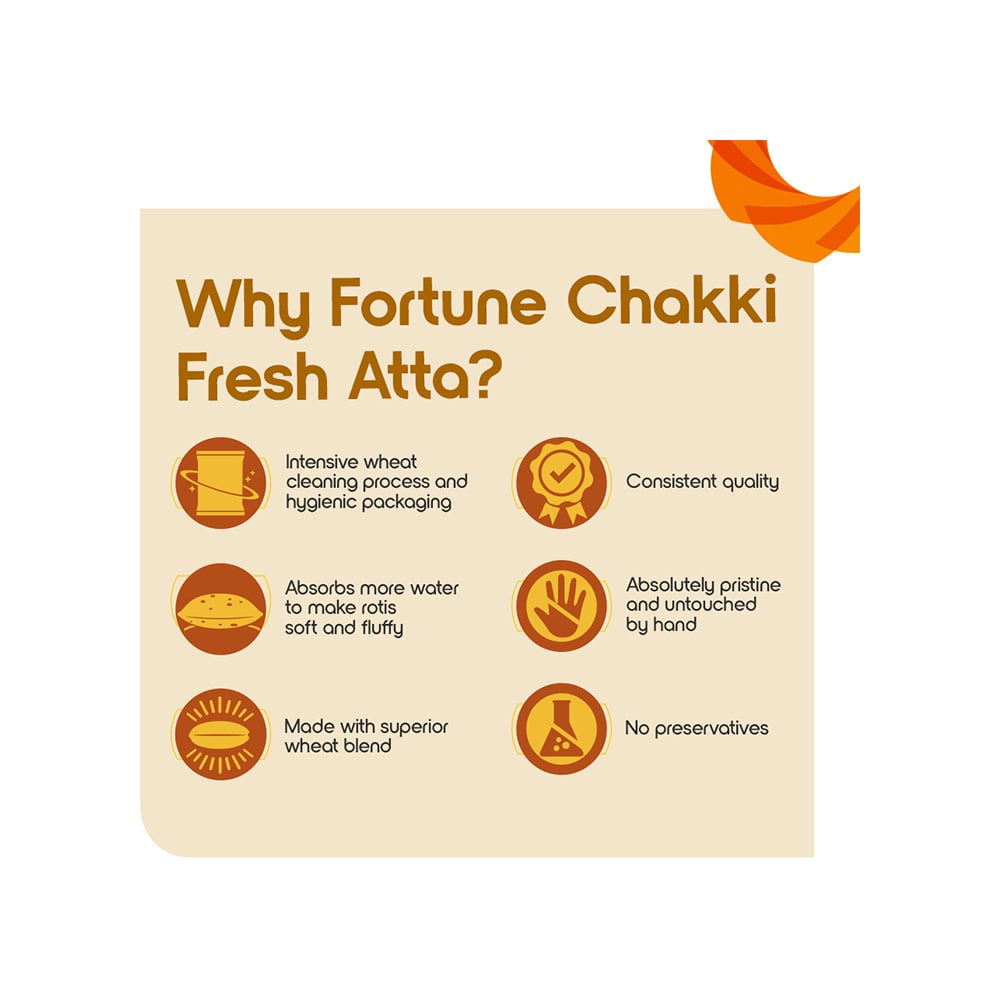 Why Fortune Chakki
Fresh Atta?
Intensive wheat
cleaning process and
hygienic packaging
Consistent quality
Absorbs more water
to make rotis
soft and fluffy
Absolutely pristine
and untouched
by hand
Made with superior
wheat blend
No preservatives